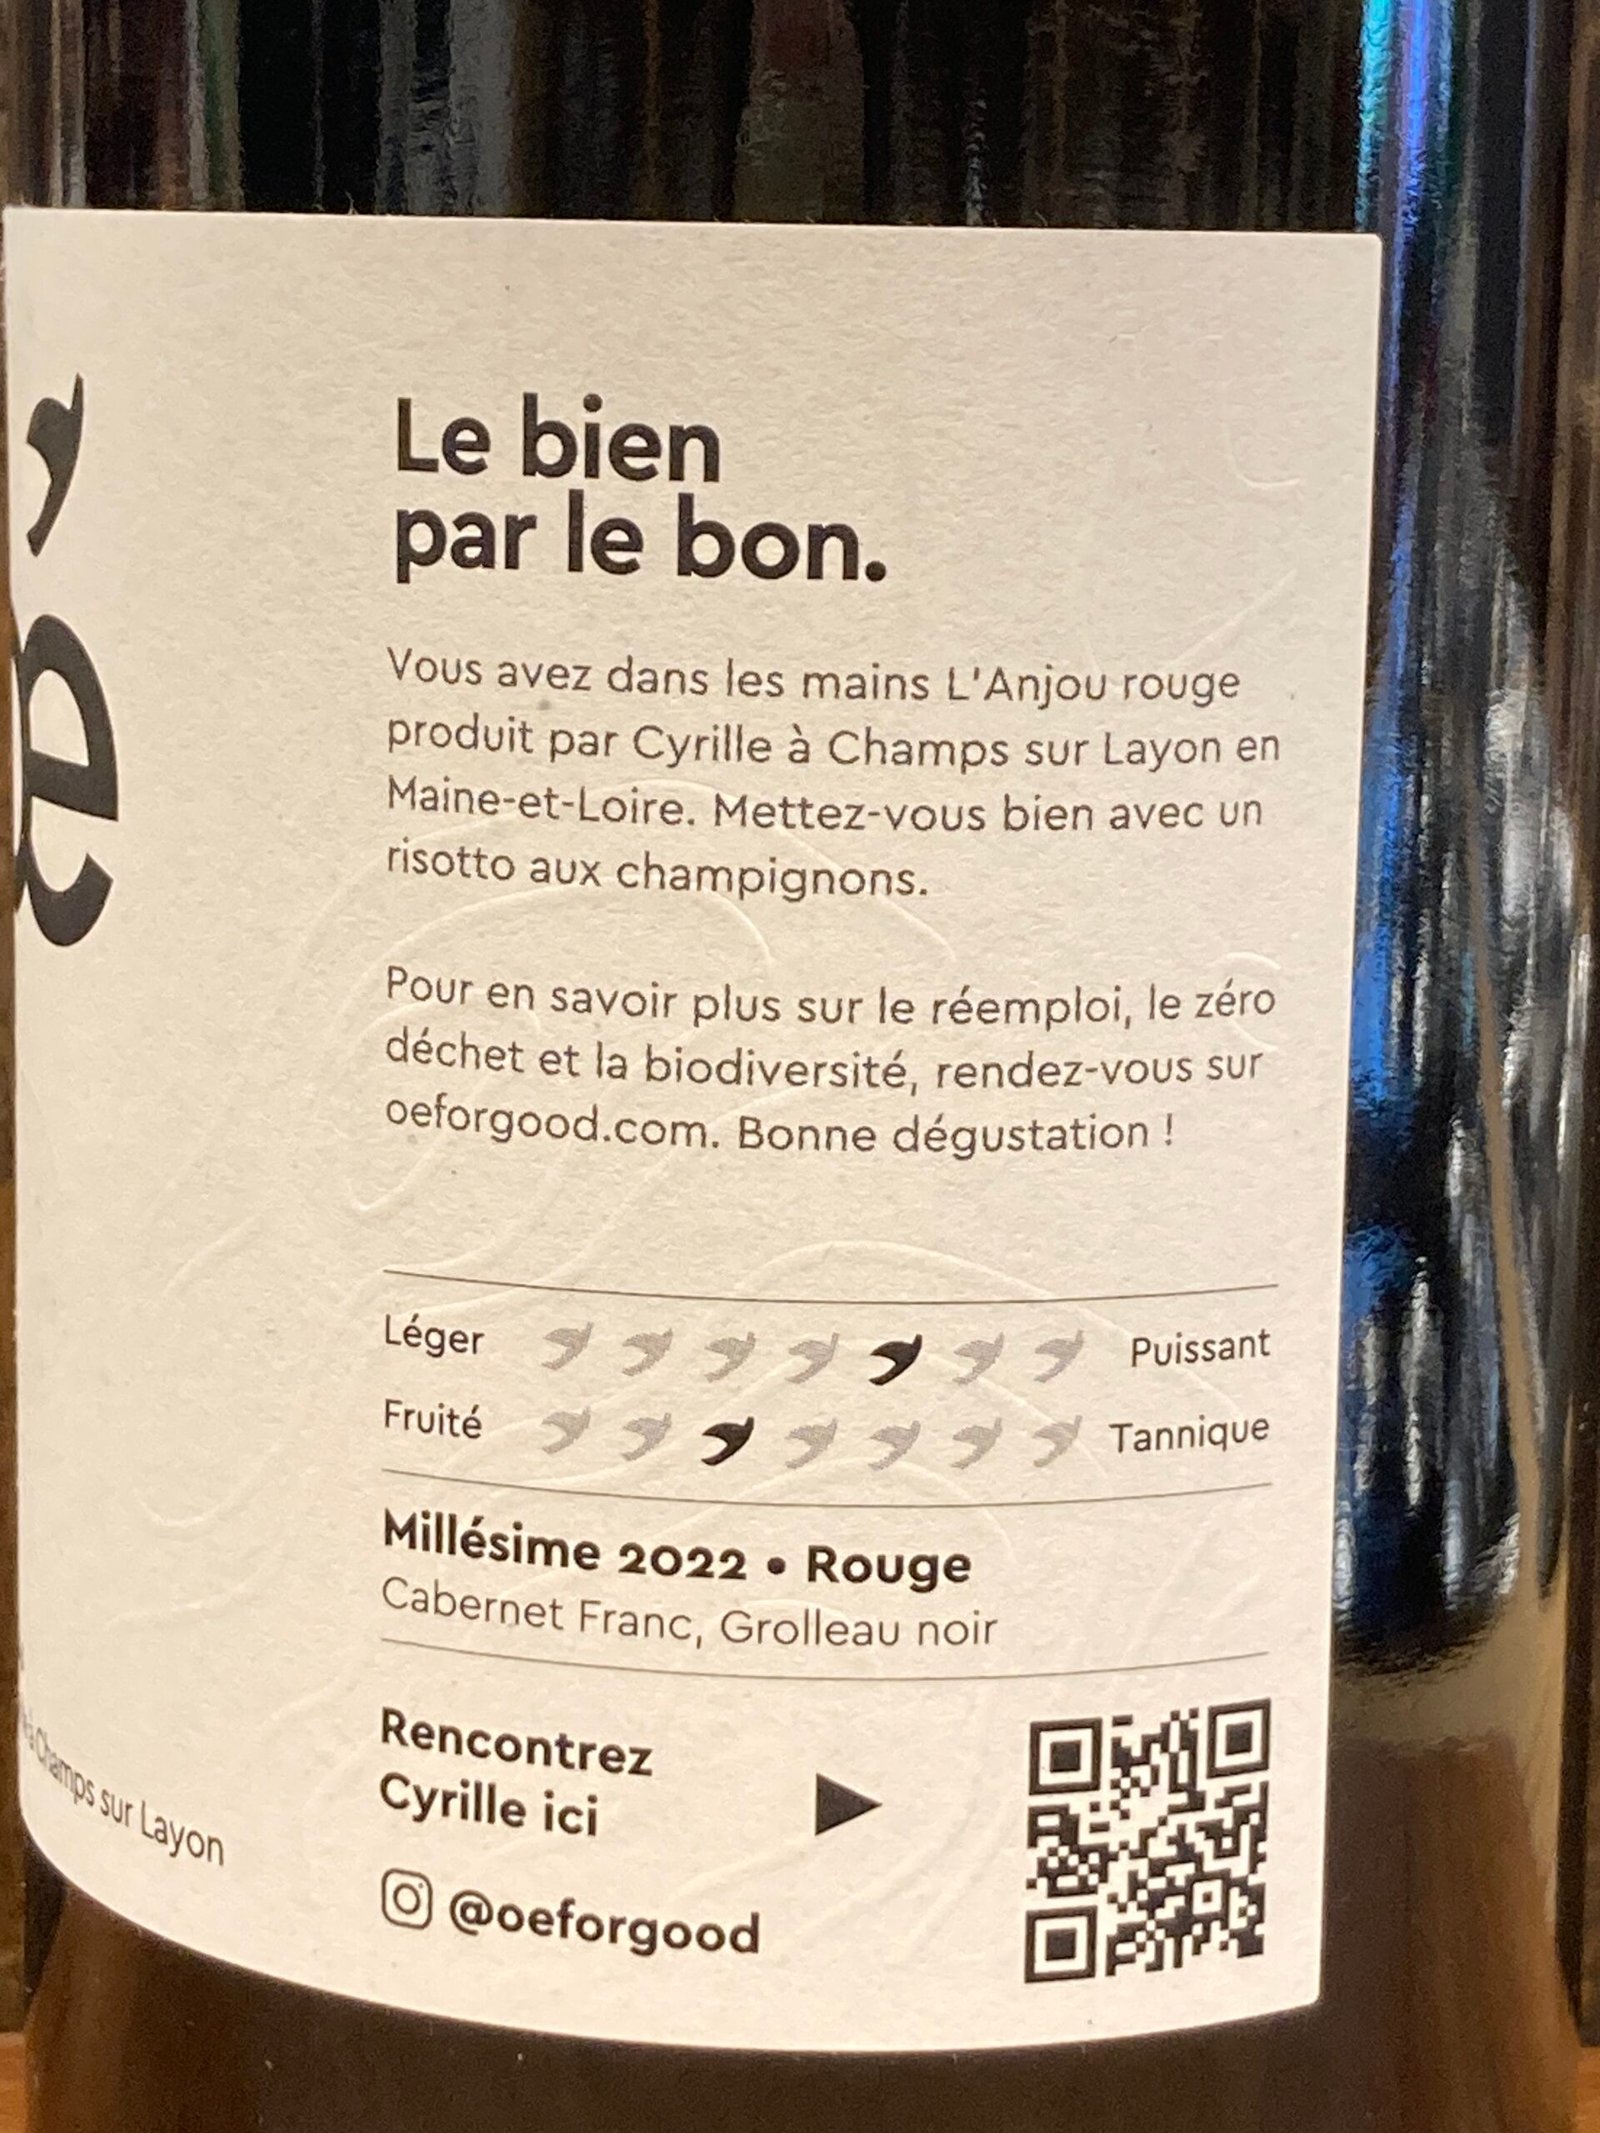 Le bien
par le bon.
Vous avez dans les mains L'Anjou rouge
produit par Cyrille à Champs sur Layon en
Maine-et-Loire. Mettez-vous bien avec un
risotto aux champignons.
Pour en savoir plus sur le réemploi, le zéro
déchet et la biodiversité, rendez-vous sur
oeforgood.com. Bonne dégustation !
Léger Puissant
Fruité Tannique
Millésime 2022 • Rouge
Cabernet Franc, Grolleau noir
Rencontrez
Cyrille ici
@oeforgood
à Champs sur Layon